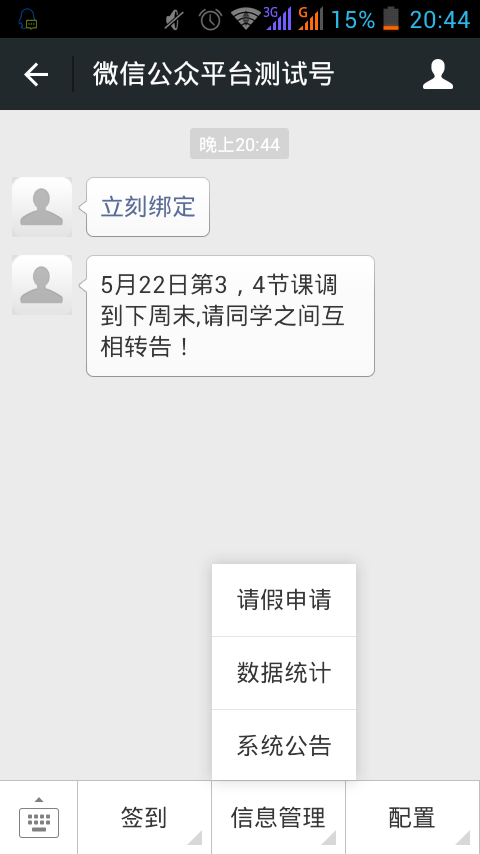 3G G 15% 20:44
微信公众平台测试号
晚上20:44
立刻绑定
5月22日第3，4节课调
到下周末,请同学之间互
相转告！
请假申请
数据统计
系统公告
签到 信息管理 配置